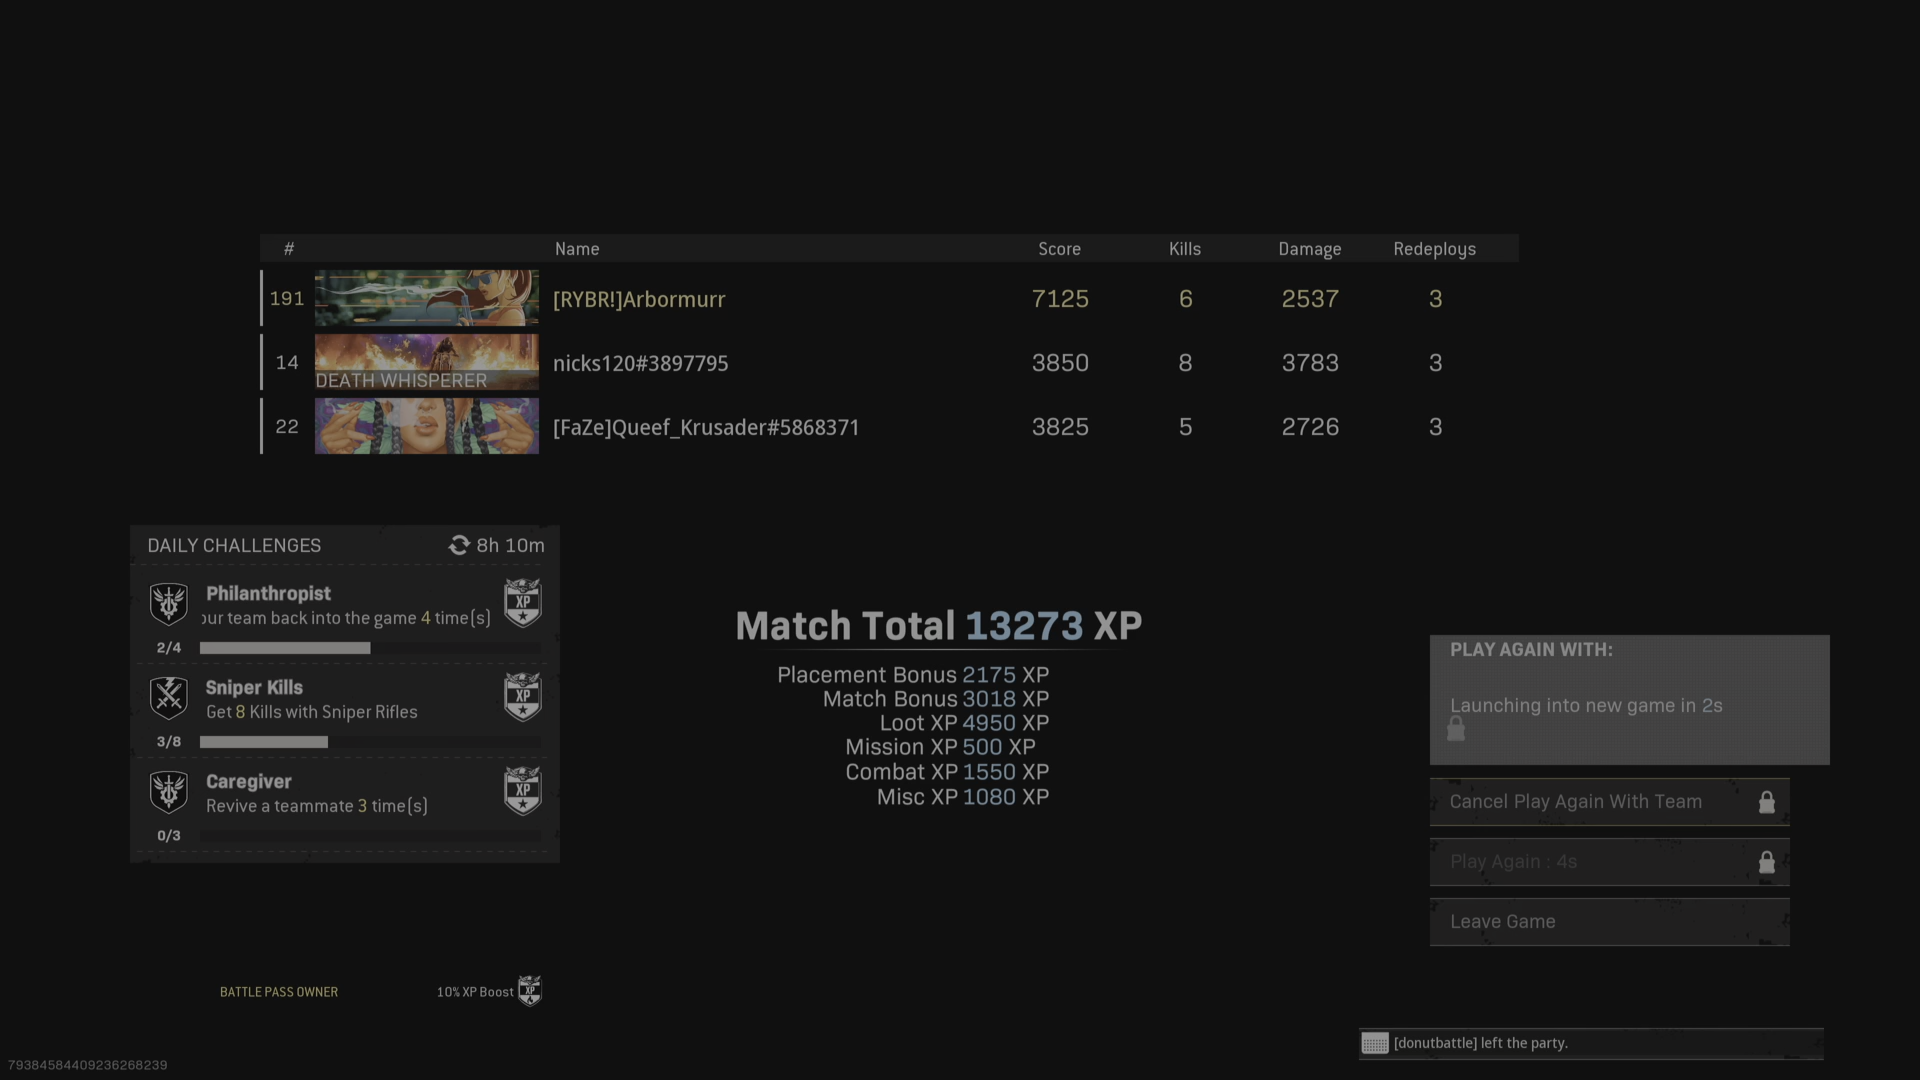 # Name Score Kills Damage Redeploys
191 [RYBR!]Arbormurr 7125 6 2537 3
14 DEATH WHISPERER nicks120#3897795 3850 8 3783 3
22 [FaZe]Queef_Krusader#5868371 3825 5 2726 3
DAILY CHALLENGES 8h 10m
Philanthropist
our team back into the game 4 time(s)
XP
2/4
Sniper Kills
Get 8 Kills with Sniper Rifles
XP
3/8
Caregiver
Revive a teammate 3 time(s)
XP
0/3
BATTLE PASS OWNER
10% XP Boost XP
Match Total 13273 XP
Placement Bonus 2175 XP
Match Bonus 3018 XP
Loot XP 4950 XP
Mission XP 500 XP
Combat XP 1550 XP
Misc XP 1080 XP
PLAY AGAIN WITH:
Launching into new game in 2s
Cancel Play Again With Team
Play Again : 4s
Leave Game
[donutbattle] left the party.
79384584409236268239